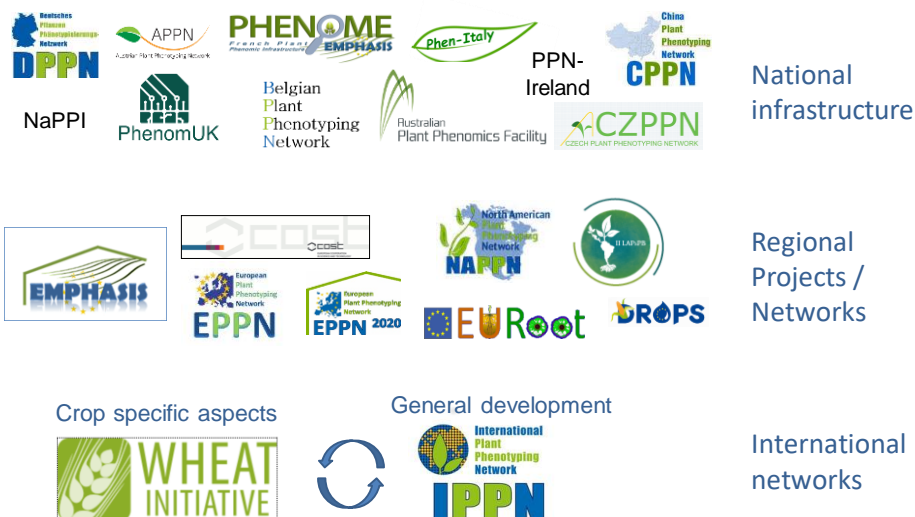 Deutsches
Pflanzen
Phänotypisierungs-
Netzwerk
DPPN
APPN
Austrian Plant Phenotyping Network
PHENOME
French Plant
Phenomic Infrastructure
EMPHASIS
Phen-Italy
PPN-
Ireland
China
Plant
Phenotyping
Network
CPPN
National
infrastructure
NaPPI
PhenomUK
Belgian
Plant
Phenotyping
Network
Australian
Plant Phenomics Facility
CZPPN
CZECH PLANT PHENOTYPING NETWORK
EMPHASIS
cost
cost
European
Plant
Phenotyping
Network
EPPN
European
Plant Phenotyping
Network
EPPN 2020
North American
Plant
Phenotyping
Network
NAPPN
EURoot
DROPS
Regional
Projects /
Networks
Crop specific aspects
WHEAT
INITIATIVE
General development
International
Plant
Phenotyping
Network
IPPN
International
networks